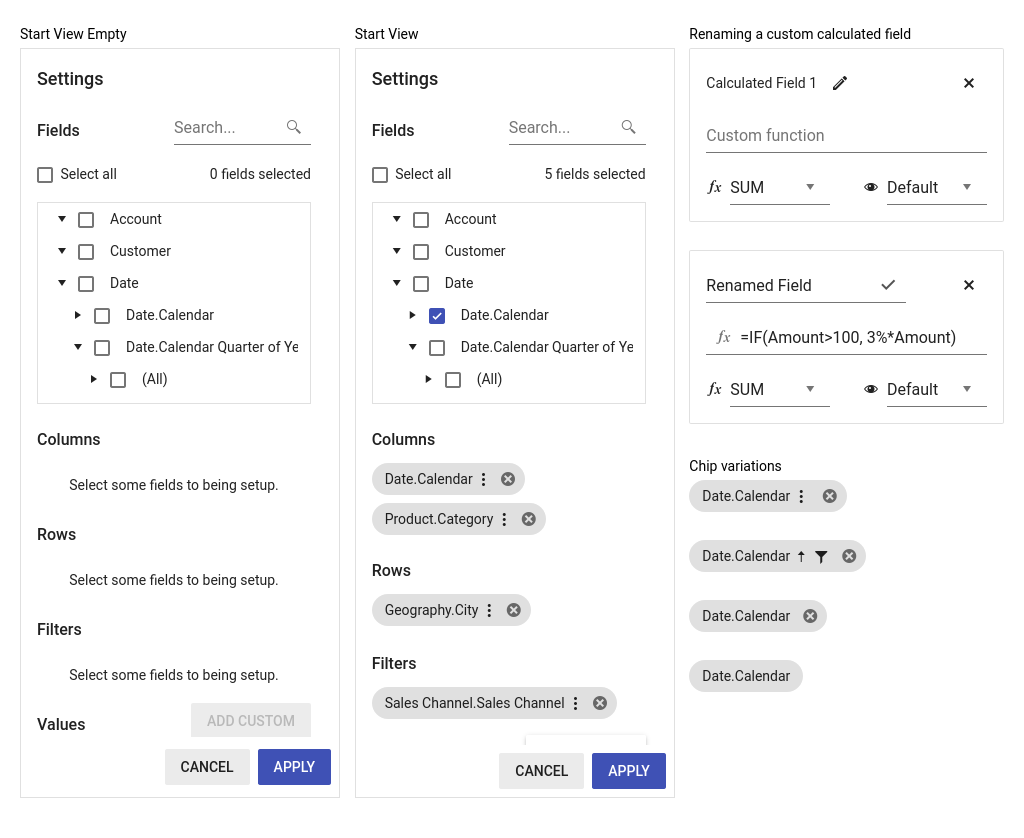 Start View Empty
Settings
Fields
Search...
Select all
0 fields selected
Account
Customer
Date
Date.Calendar
Date.Calendar Quarter of Ye
(All)
Columns
Select some fields to being setup.
Rows
Select some fields to being setup.
Filters
Select some fields to being setup.
Values
ADD CUSTOM
CANCEL
APPLY
Start View
Settings
Fields
Search...
Select all
5 fields selected
Account
Customer
Date
Date.Calendar
Date.Calendar Quarter of Ye
(All)
Columns
Date.Calendar
Product.Category
Rows
Geography.City
Filters
Sales Channel.Sales Channel
CANCEL
APPLY
Renaming a custom calculated field
Calculated Field 1
Custom function
fx SUM
Default
Renamed Field
fx =IF(Amount>100, 3%*Amount)
fx SUM
Default
Chip variations
Date.Calendar
Date.Calendar
Date.Calendar
Date.Calendar